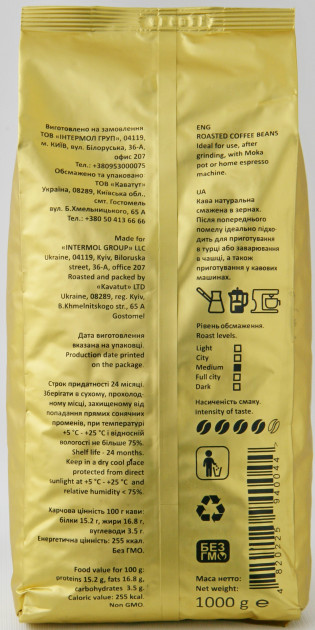 Виготовлено на замовлення
ТОВ «ІНТЕРМОЛ ГРУП», 04119,
м. КИЇВ, вул. Білоруська, 36-А,
офис 207
Тел.: +380953000075
Обсмажено та упаковано
ТОВ «Каватут»
Україна, 08289, Київська обл.,
смт. Гостомель
вул. Б.Хмельницького, 65 А
Тел.: +38 050 413 66 66
Made for
«INTERMOL GROUP» LLC
Ukraine, 04119, Kyiv, Biloruska
street, 36-A, office 207
Roasted and packed by
«Kavatut» LTD
Ukraine, 08289, reg. Kyiv,
B.Khmelnitskogo str., 65 A
Gostomel
Дата виготовлення
вказана на упаковці.
Production date printed
on the package.
Строк придатності 24 місяці.
Зберігати в сухому, прохолод-
ному місці, захищеному від
попадання прямих сонячних
променів, при температурі
+5 °C - +25 °C і відносній
вологості не більше 75%.
Shelf life - 24 months.
Keep in a dry cool place
protected from direct
sunlight at +5 °C - +25 °C and
relative humidity < 75%.
Харчова цінність 100 г кави:
білки 15.2 г, жири 16.8 г,
вуглеводи 3.5 г.
Енергетична цінність: 255 ккал.
Без ГМО.
Food value for 100 g:
proteins 15.2 g, fats 16.8 g,
carbohydrates 3.5 g.
Caloric value: 255 kcal.
Non GMO.
ENG
ROASTED COFFEE BEANS
Ideal for use, after
grinding, with Moka
pot or home espresso
machine.
UA
Кава натуральна
смажена в зернах.
Після попереднього
помелу ідеально підхо-
дить для приготування
в турці або заварювання
в чашці, а також
приготування у кавових
машинах.
Рівень обсмаження.
Roast levels.
Light
City
Medium
Full city
Dark
Насиченість смаку.
Intensity of taste.
БЕЗ
ГМО
Маса нетто:
Net weight:
1000 g e
4 820225 940044